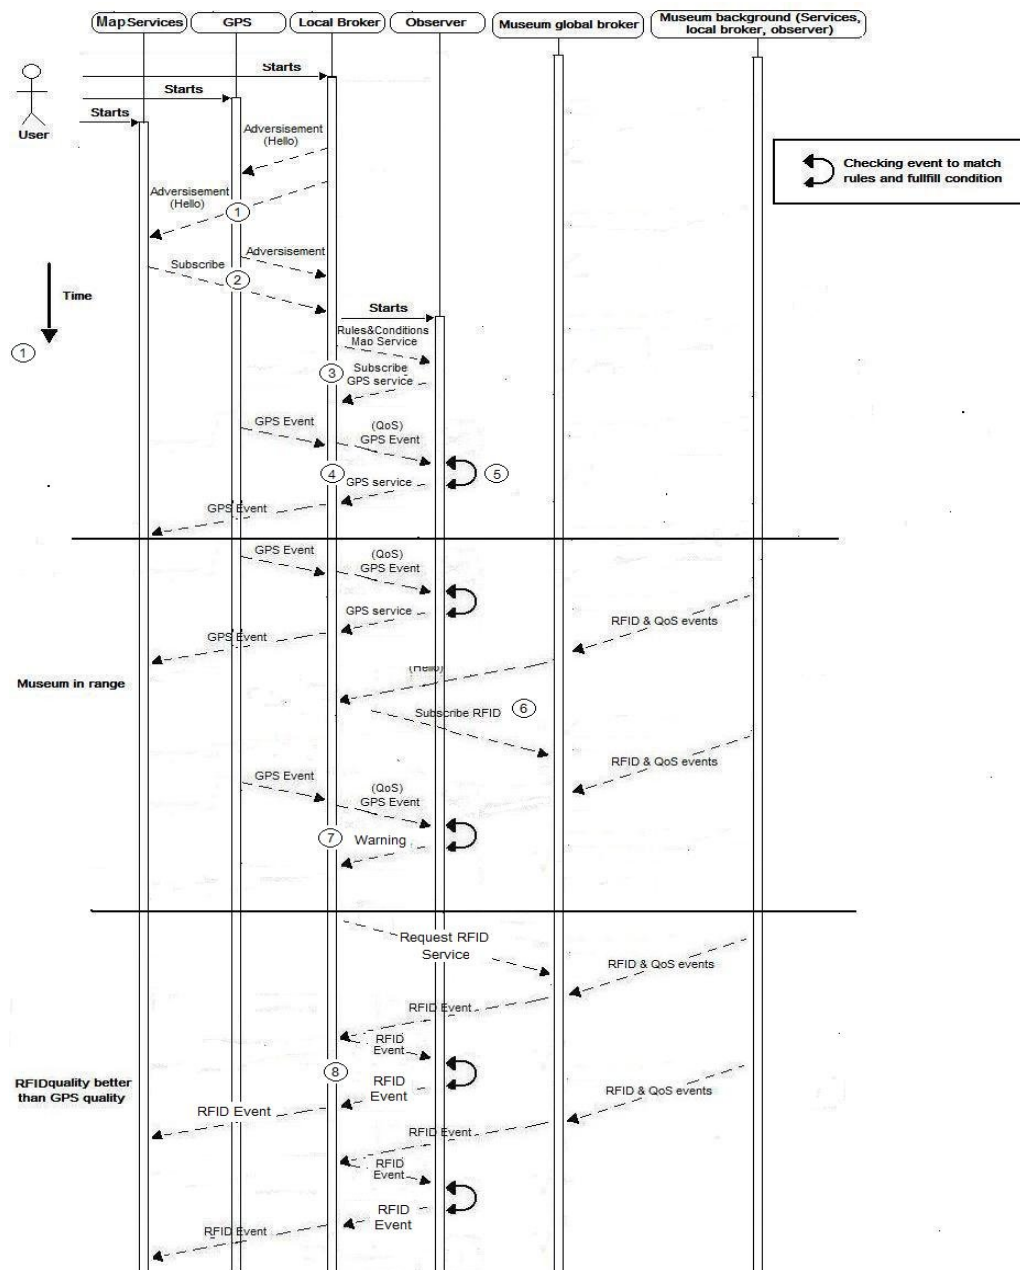 Map Services
GPS
Local Broker
Observer
Museum global broker
Museum background (Services,
local broker, observer)
Starts
Starts
Starts
User
Adversisement
(Hello)
Checking event to match
rules and fullfill condition
Adversisement
(Hello)
1
Adversisement
Subscribe
2
Time
Starts
Rules&Conditions
Map Service
1
3
Subscribe
GPS service
GPS Event
(QoS)
GPS Event
4
5
GPS service
GPS Event
GPS Event
(QoS)
GPS Event
GPS service
RFID & QoS events
GPS Event
(Hello)
Museum in range
Subscribe RFID
6
RFID & QoS events
GPS Event
(QoS)
GPS Event
7
Warning
Request RFID
Service
RFID & QoS events
RFID Event
RFID
Event
8
RFIDquality better
than GPS quality
RFID
Event
RFID & QoS events
RFID Event
RFID Event
RFID
Event
RFID
Event
RFID Event